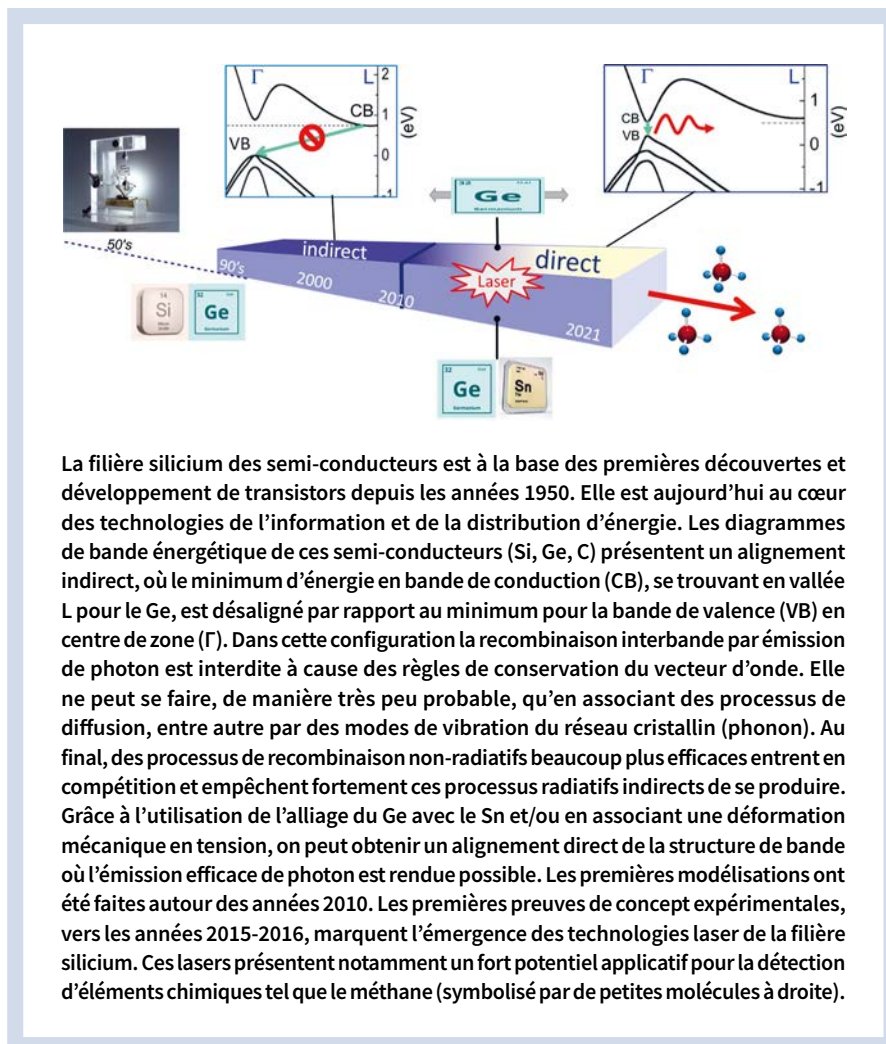 Γ
L
2
CB
1
(eV)
VB
0
-1
Γ
L
1
CB
(eV)
VB
0
-1
32
Ge
Germanium
50's
indirect
direct
90's
2000
Laser
2010
2021
14
Si
32
Ge
Germanium
32
Ge
Germanium
50
Sn
Tin
La filière silicium des semi-conducteurs est à la base des premières découvertes et
développement de transistors depuis les années 1950. Elle est aujourd’hui au cœur
des technologies de l’information et de la distribution d’énergie. Les diagrammes
de bande énergétique de ces semi-conducteurs (Si, Ge, C) présentent un alignement
indirect, où le minimum d’énergie en bande de conduction (CB), se trouvant en vallée
L pour le Ge, est désaligné par rapport au minimum pour la bande de valence (VB) en
centre de zone (Γ). Dans cette configuration la recombinaison interbande par émission
de photon est interdite à cause des règles de conservation du vecteur d’onde. Elle
ne peut se faire, de manière très peu probable, qu’en associant des processus de
diffusion, entre autre par des modes de vibration du réseau cristallin (phonon). Au
final, des processus de recombinaison non-radiatifs beaucoup plus efficaces entrent en
compétition et empêchent fortement ces processus radiatifs indirects de se produire.
Grâce à l’utilisation de l’alliage du Ge avec le Sn et/ou en associant une déformation
mécanique en tension, on peut obtenir un alignement direct de la structure de bande
où l’émission efficace de photon est rendue possible. Les premières modélisations ont
été faites autour des années 2010. Les premières preuves de concept expérimentales,
vers les années 2015-2016, marquent l’émergence des technologies laser de la filière
silicium. Ces lasers présentent notamment un fort potentiel applicatif pour la détection
d’éléments chimiques tel que le méthane (symbolisé par de petites molécules à droite).